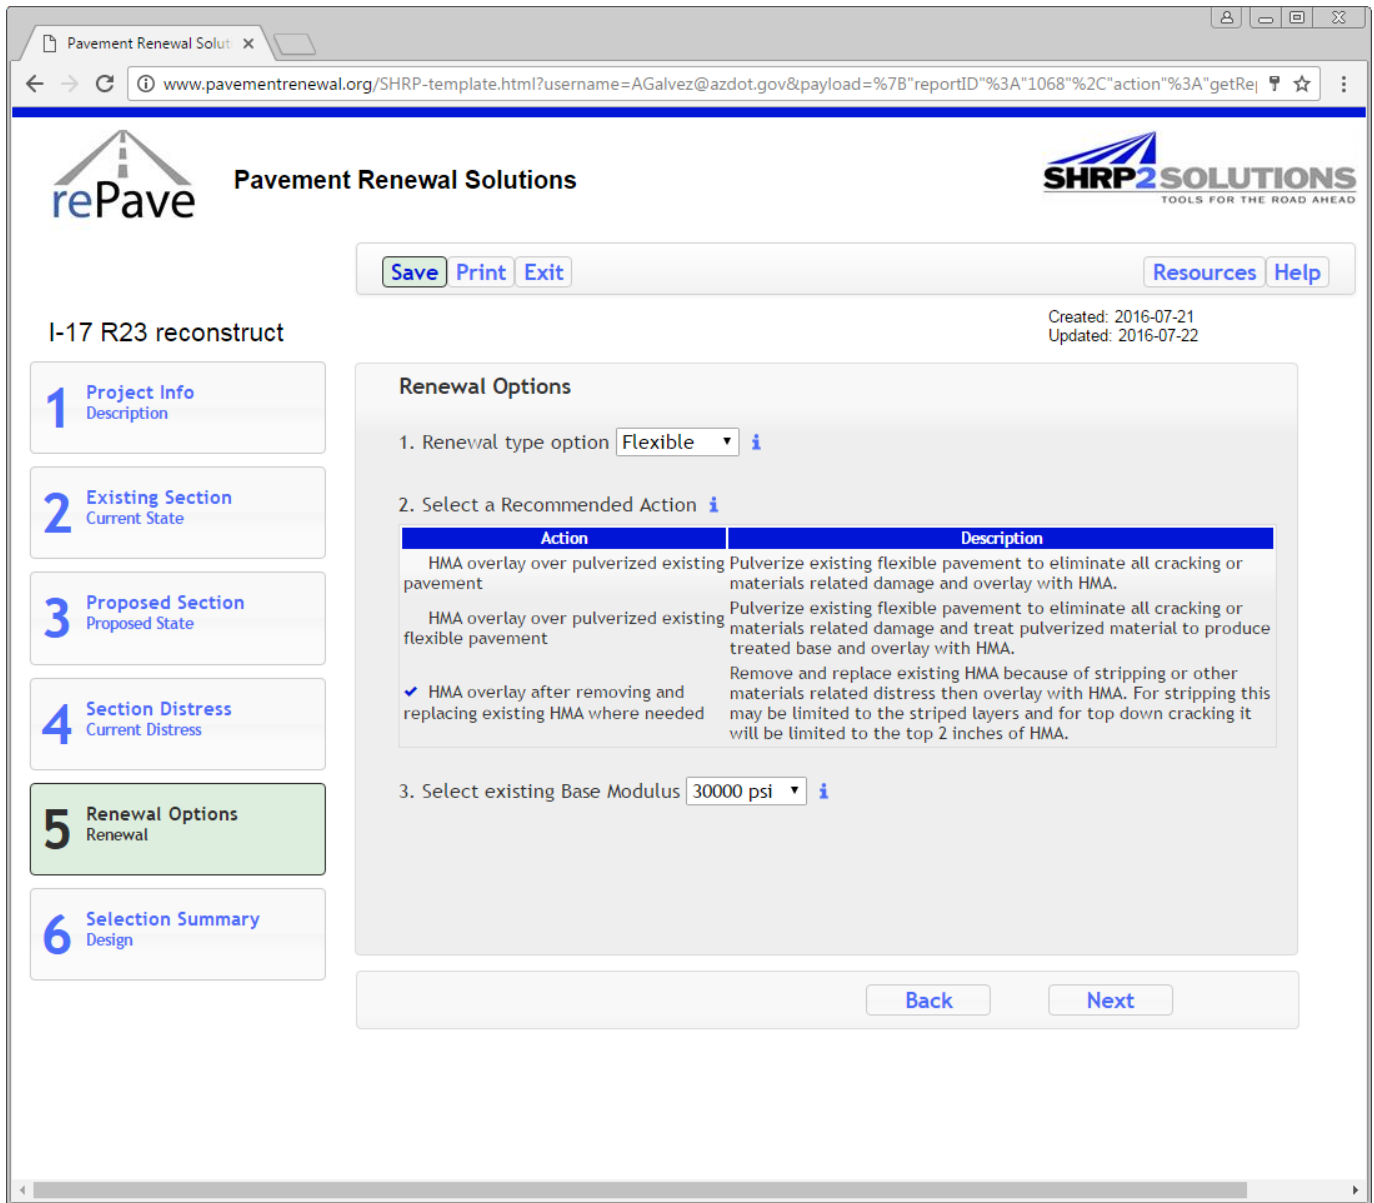 Pavement Renewal Solut
www.pavementrenewal.org/SHRP-template.html?username=AGalvez@azdot.gov&payload=%7B"reportID"%3A"1068"%2C"action"%3A"getRe
rePave
Pavement Renewal Solutions
SHRP2SOLUTIONS
TOOLS FOR THE ROAD AHEAD
Save Print Exit
Resources Help
I-17 R23 reconstruct
Created: 2016-07-21
Updated: 2016-07-22
1 Project Info
Description
2 Existing Section
Current State
3 Proposed Section
Proposed State
4 Section Distress
Current Distress
5 Renewal Options
Renewal
6 Selection Summary
Design
Renewal Options
1. Renewal type option Flexible
2. Select a Recommended Action
Action Description
HMA overlay over pulverized existing
pavement
Pulverize existing flexible pavement to eliminate all cracking or
materials related damage and overlay with HMA.
HMA overlay over pulverized existing
flexible pavement
Pulverize existing flexible pavement to eliminate all cracking or
materials related damage and treat pulverized material to produce
treated base and overlay with HMA.
HMA overlay after removing and
replacing existing HMA where needed
Remove and replace existing HMA because of stripping or other
materials related distress then overlay with HMA. For stripping this
may be limited to the striped layers and for top down cracking it
will be limited to the top 2 inches of HMA.
3. Select existing Base Modulus 30000 psi
Back Next